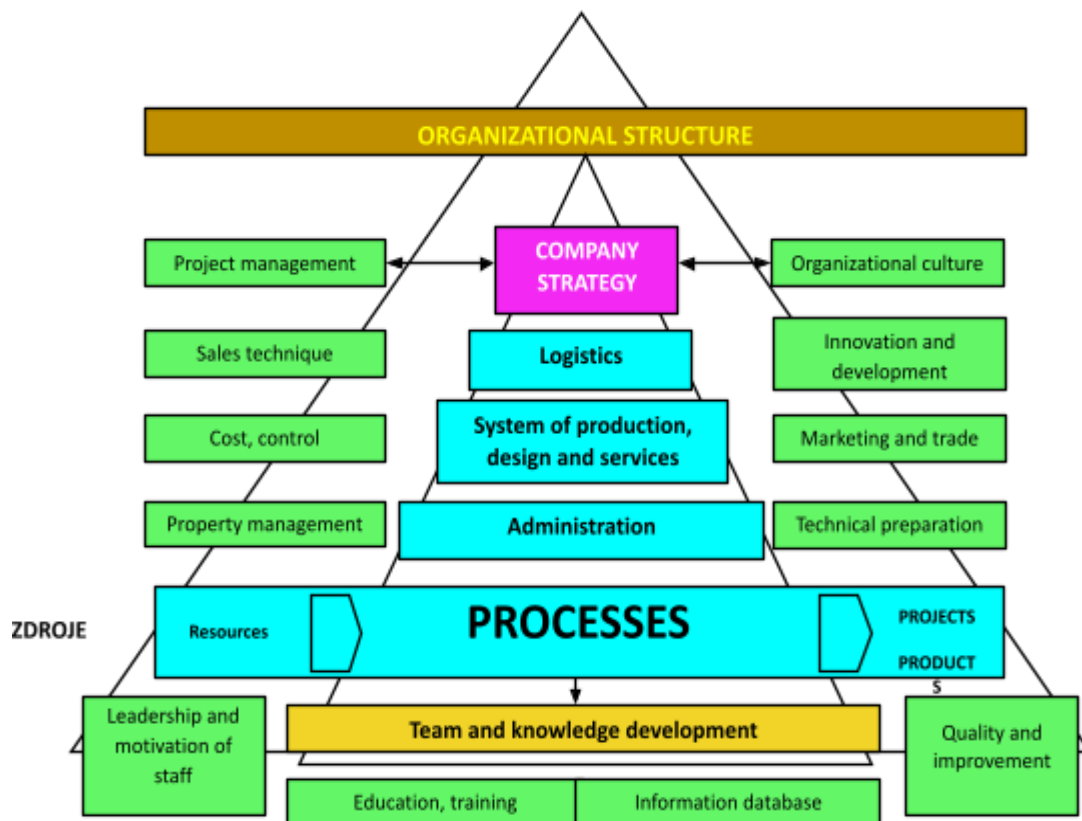 ORGANIZATIONAL STRUCTURE
Project management
COMPANY
STRATEGY
Organizational culture
Sales technique
Logistics
Innovation and
development
Cost, control
System of production,
design and services
Marketing and trade
Property management
Administration
Technical preparation
ZDROJE
Resources
PROCESSES
PROJECTS
PRODUCT
S
Leadership and
motivation of
staff
Team and knowledge development
Quality and
improvement
Education, training
Information database